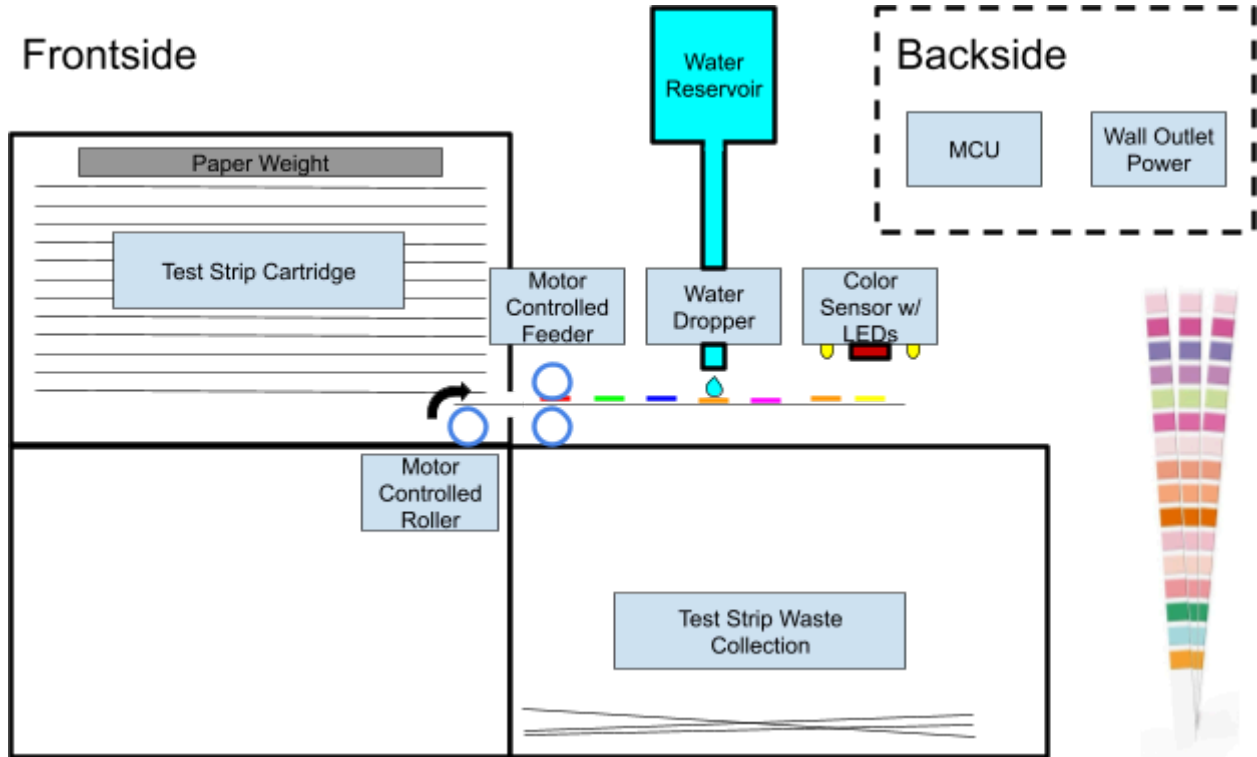 Frontside
Water
Reservoir
Backside
MCU
Wall Outlet
Power
Paper Weight
Test Strip Cartridge
Motor
Controlled
Feeder
Water
Dropper
Color
Sensor w/
LEDs
Motor
Controlled
Roller
Test Strip Waste
Collection